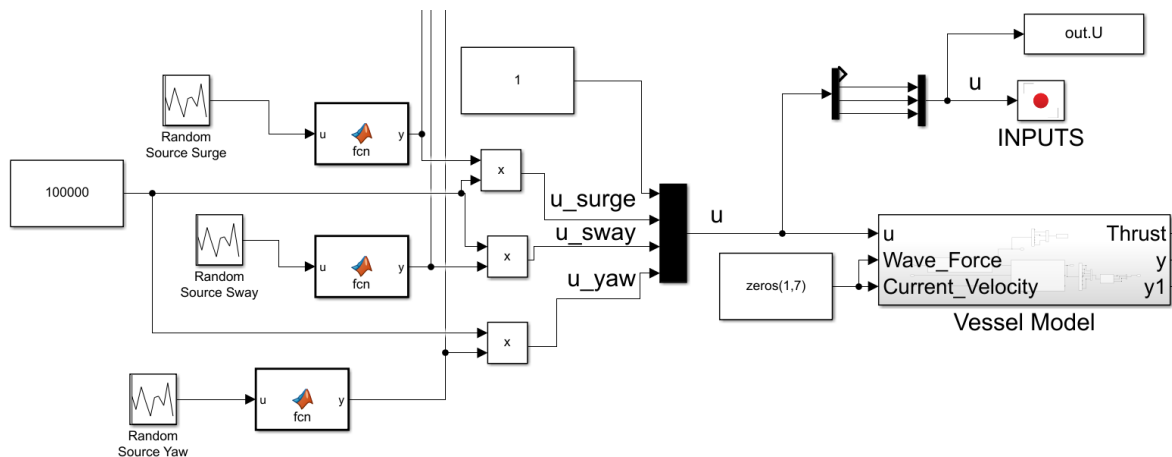 out.U
1
u
INPUTS
Random
Source Surge
u
y
fcn
100000
x
u_surge
u_sway
u_yaw
u
Random
Source Sway
u
y
fcn
x
x
zeros(1,7)
u
Wave_Force
Current_Velocity
Thrust
y
y1
Vessel Model
Random
Source Yaw
u
y
fcn